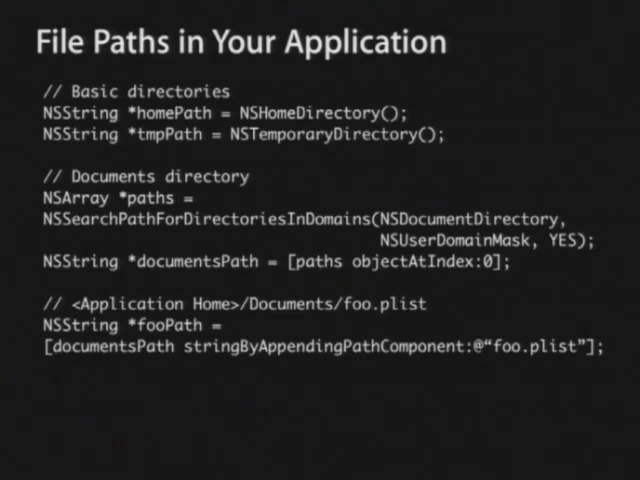 File Paths in Your Application
// Basic directories
NSString *homePath = NSHomeDirectory();
NSString *tmpPath = NSTemporaryDirectory();
// Documents directory
NSArray *paths =
NSSearchPathForDirectoriesInDomains(NSDocumentDirectory,
NSUserDomainMask, YES);
NSString *documentsPath = [paths objectAtIndex:0];
// <Application Home>/Documents/foo.plist
NSString *fooPath =
[documentsPath stringByAppendingPathComponent:@“foo.plist”];